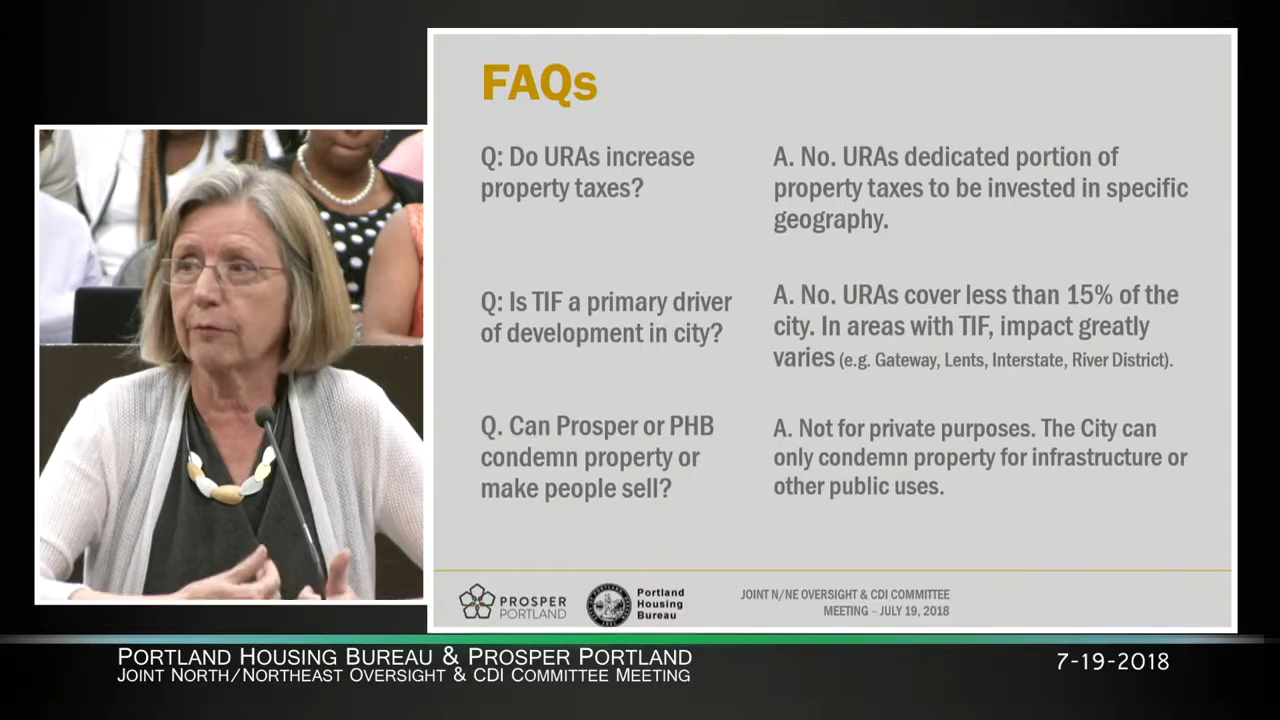 FAQs
Q: Do URAs increase
property taxes?
A. No. URAs dedicated portion of
property taxes to be invested in specific
geography.
Q: Is TIF a primary driver
of development in city?
A. No. URAs cover less than 15% of the
city. In areas with TIF, impact greatly
varies (e.g. Gateway, Lents, Interstate, River District).
Q. Can Prosper or PHB
condemn property or
make people sell?
A. Not for private purposes. The City can
only condemn property for infrastructure or
other public uses.
PROSPER
PORTLAND
Portland
Housing
Bureau
JOINT N/NE OVERSIGHT & CDI COMMITTEE
MEETING – JULY 19, 2018
PORTLAND HOUSING BUREAU & PROSPER PORTLAND
JOINT NORTH/NORTHEAST OVERSIGHT & CDI COMMITTEE MEETING
7-19-2018